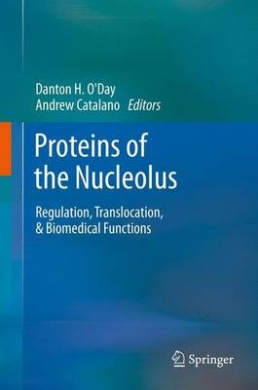 Danton H. O'Day
Andrew Catalano Editors
Proteins of
the Nucleolus
Regulation, Translocation,
& Biomedical Functions
Springer